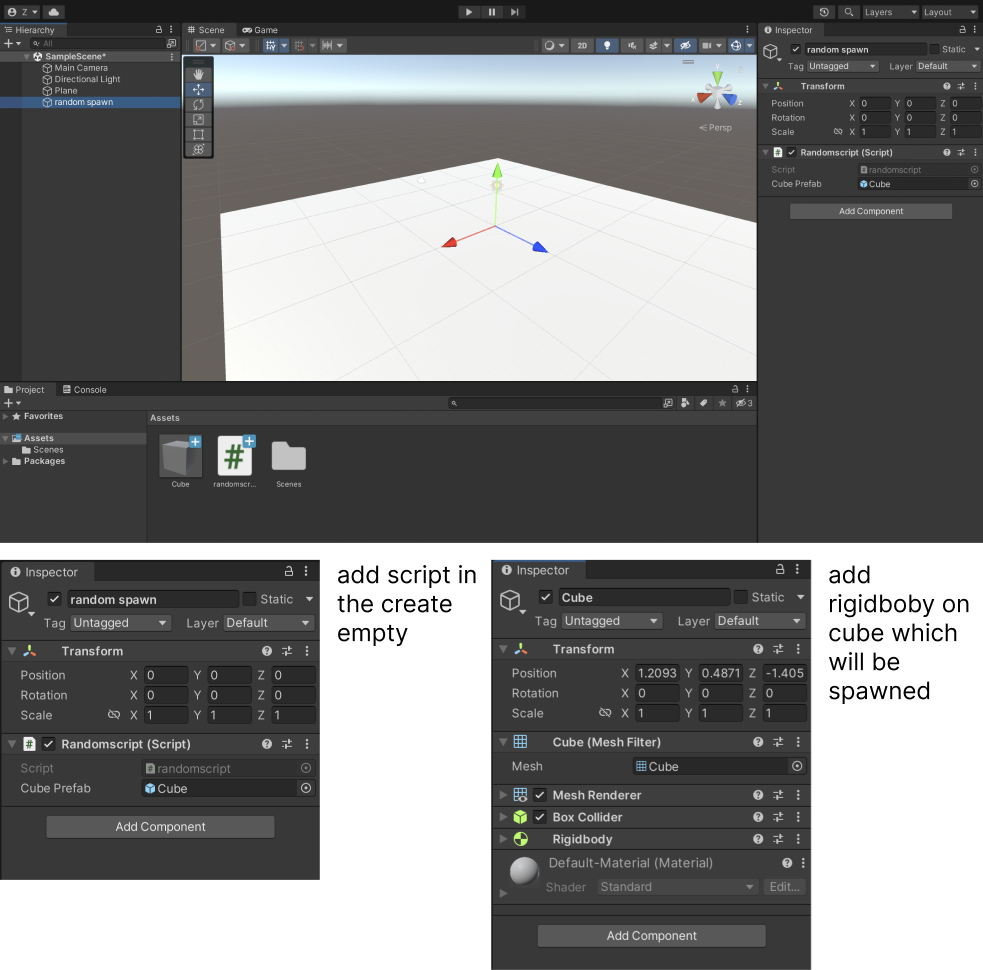 Z
Layers
Layout
Hierarchy
All
SampleScene*
Main Camera
Directional Light
Plane
random spawn
Scene
Game
2D
y
Persp
Inspector
random spawn
Static
Tag Untagged
Layer Default
Transform
Position X 0 Y 0 Z 0
Rotation X 0 Y 0 Z 0
Scale X 1 Y 1 Z 1
# Randomscript (Script)
Script randomscript
Cube Prefab Cube
Add Component
Project
Console
3
Favorites
Assets
Scenes
Packages
Assets
#
Cube
randomscr...
Scenes
Inspector
random spawn
Static
Tag Untagged
Layer Default
Transform
Position X 0 Y 0 Z 0
Rotation X 0 Y 0 Z 0
Scale X 1 Y 1 Z 1
# Randomscript (Script)
Script # randomscript
Cube Prefab Cube
Add Component
add script in
the create
empty
Inspector
Cube
Static
Tag Untagged
Layer Default
Transform
Position X 1.2093 Y 0.4871 Z -1.405
Rotation X 0 Y 0 Z 0
Scale X 1 Y 1 Z 1
Cube (Mesh Filter)
Mesh Cube
Mesh Renderer
Box Collider
Rigidbody
Default-Material (Material)
Shader Standard Edit...
Add Component
add
rigidboby on
cube which
will be
spawned